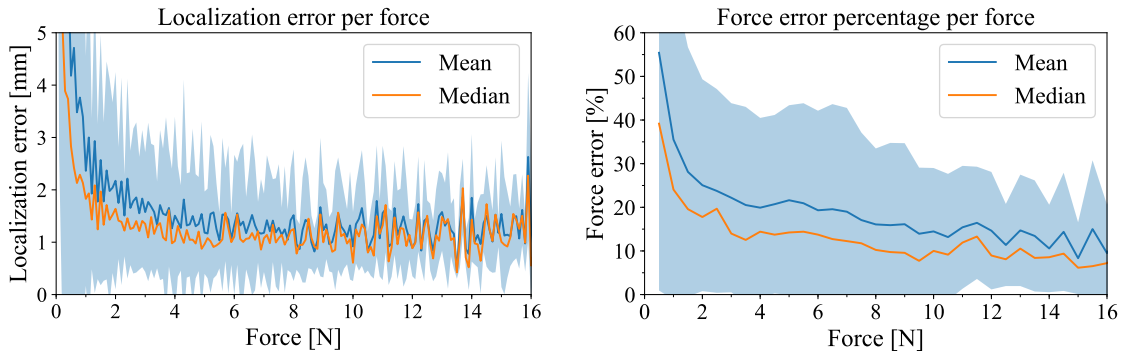 Localization error per force
Localization error [mm]
5
4
3
2
1
0
Mean
Median
0 2 4 6 8 10 12 14 16
Force [N]
Force error percentage per force
Force error [%]
60
50
40
30
20
10
0
Mean
Median
0 2 4 6 8 10 12 14 16
Force [N]